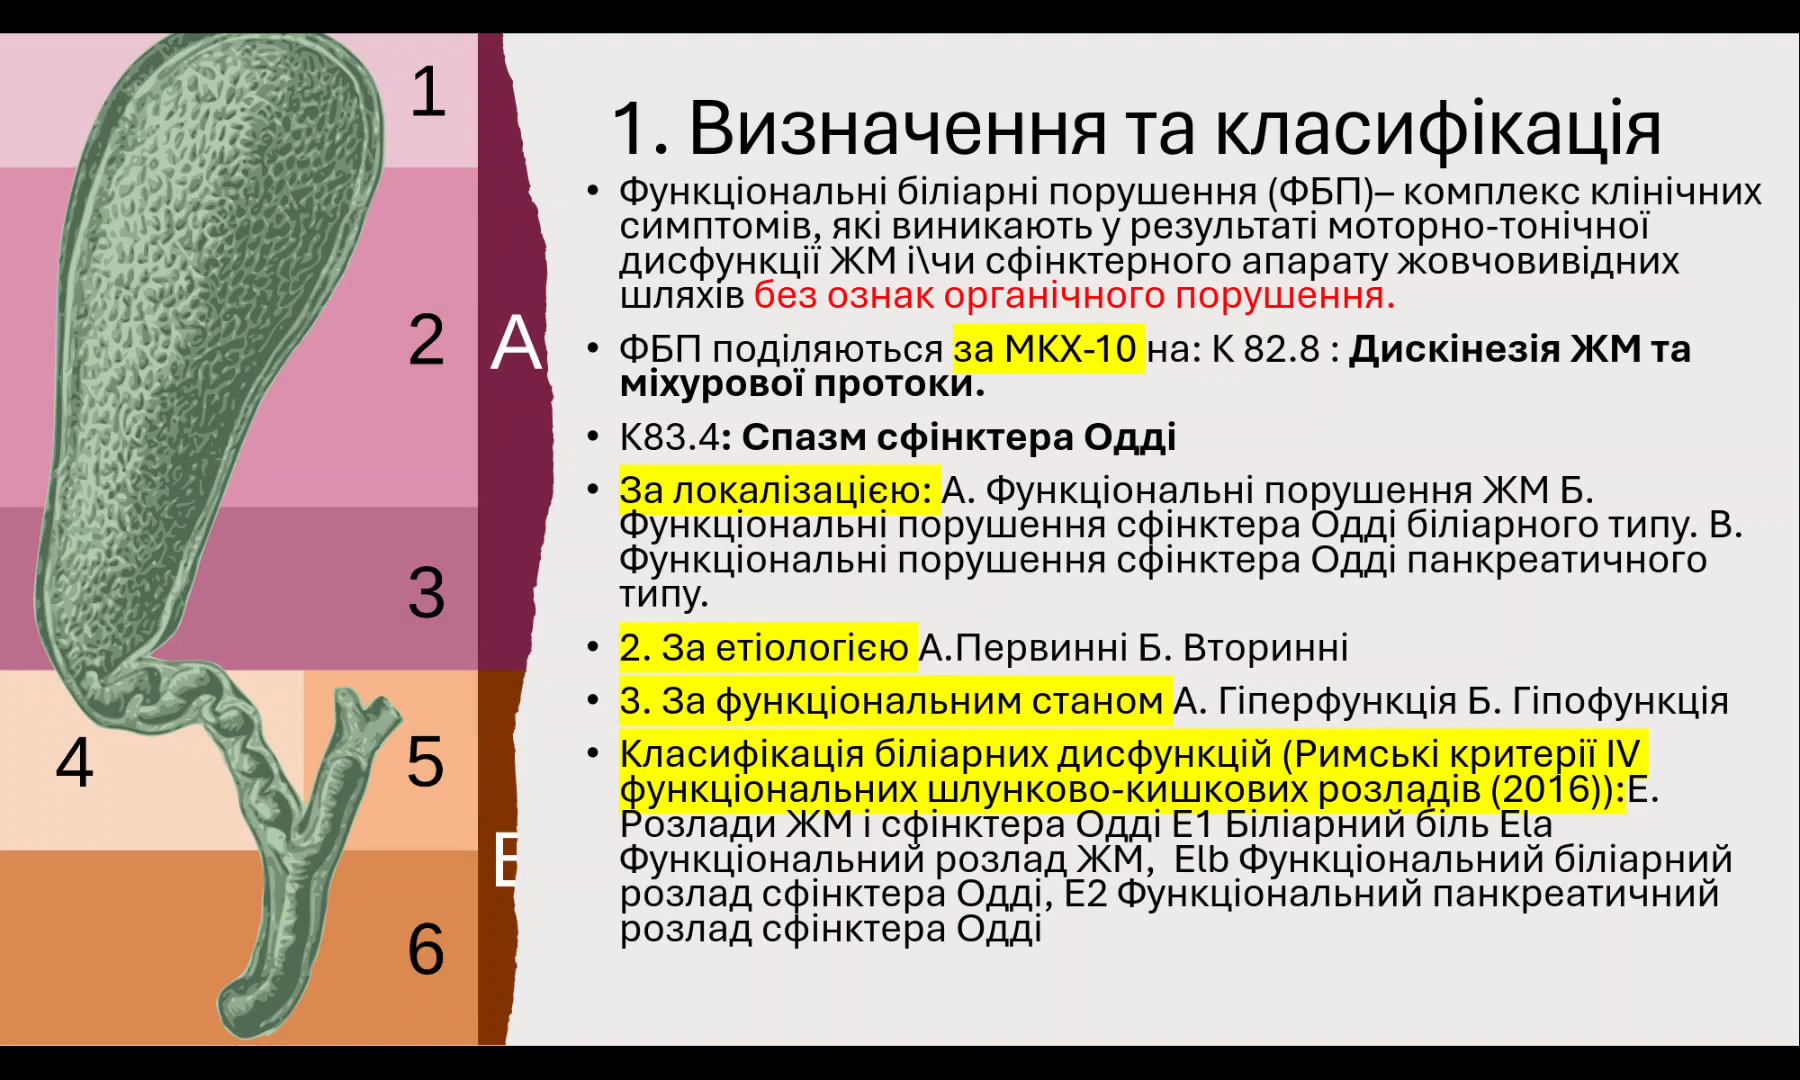 1
2
A
3
4
5
6
1. Визначення та класифікація
• Функціональні біліарні порушення (ФБП)– комплекс клінічних
симптомів, які виникають у результаті моторно-тонічної
дисфункції ЖМ і\чи сфінктерного апарату жовчовивідних
шляхів без ознак органічного порушення.
• ФБП поділяються за МКХ-10 на: К 82.8 : Дискінезія ЖМ та
міхурової протоки.
• К83.4: Спазм сфінктера Одді
• За локалізацією: А. Функціональні порушення ЖМ Б.
Функціональні порушення сфінктера Одді біліарного типу. В.
Функціональні порушення сфінктера Одді панкреатичного
типу.
• 2. За етіологією А.Первинні Б. Вторинні
• 3. За функціональним станом А. Гіперфункція Б. Гіпофункція
• Класифікація біліарних дисфункцій (Римські критерії IV
функціональних шлунково-кишкових розладів (2016)):Е.
Розлади ЖМ і сфінктера Одді Е1 Біліарний біль Ela
Функціональний розлад ЖМ, Elb Функціональний біліарний
розлад сфінктера Одді, Е2 Функціональний панкреатичний
розлад сфінктера Одді